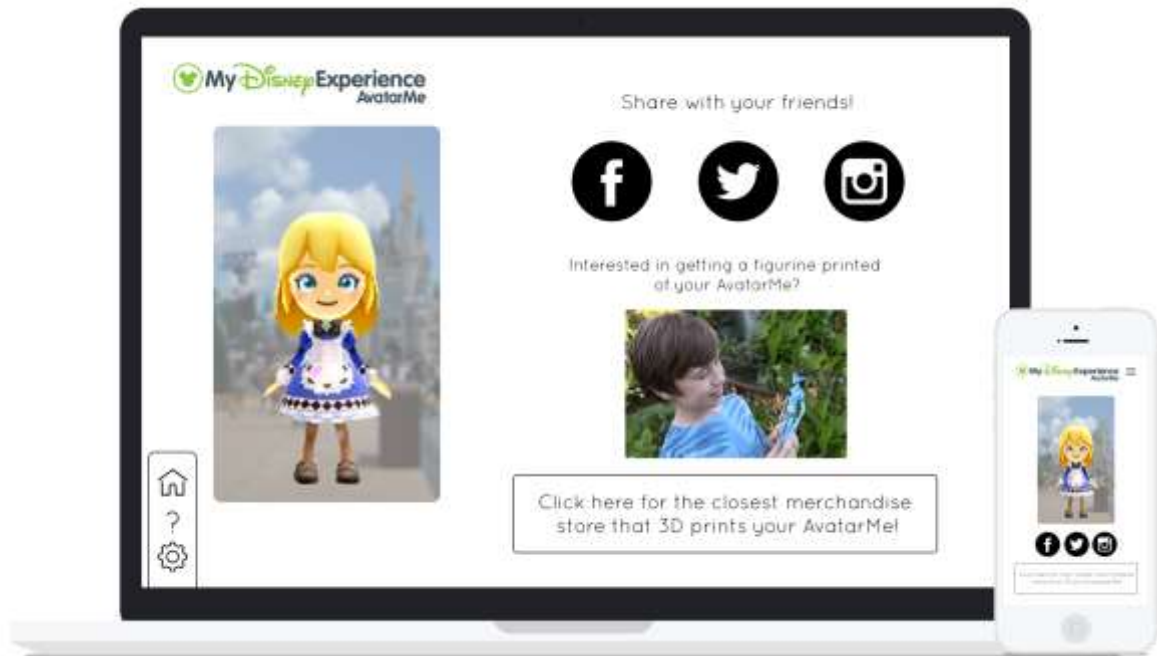 My Disney Experience
AvatarMe
Share with your friends!
Interested in getting a figurine printed
of your AvatarMe?
Click here for the closest merchandise
store that 3D prints your AvatarMe!
?
My Disney Experience
AvatarMe